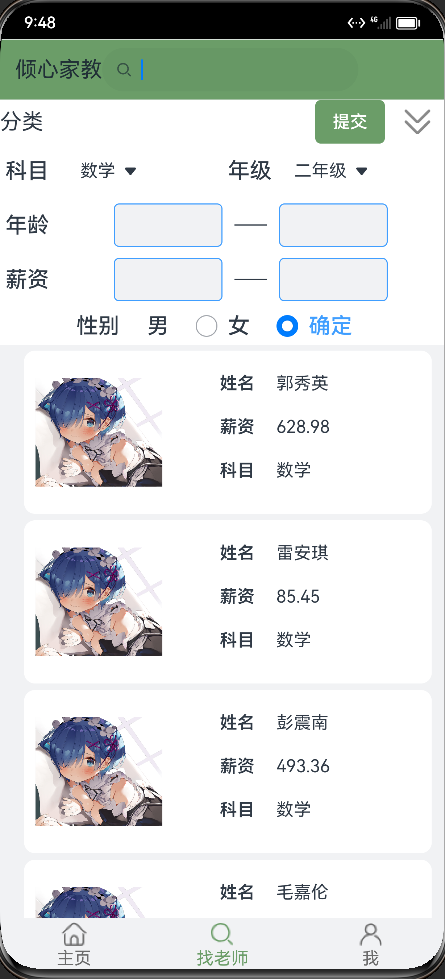 9:48 4G
倾心家教
分类 提交
科目 数学 年级 二年级
年龄
薪资
性别 男 女 确定
姓名 郭秀英
薪资 628.98
科目 数学
姓名 雷安琪
薪资 85.45
科目 数学
姓名 彭震南
薪资 493.36
科目 数学
姓名 毛嘉伦
主页 找老师 我